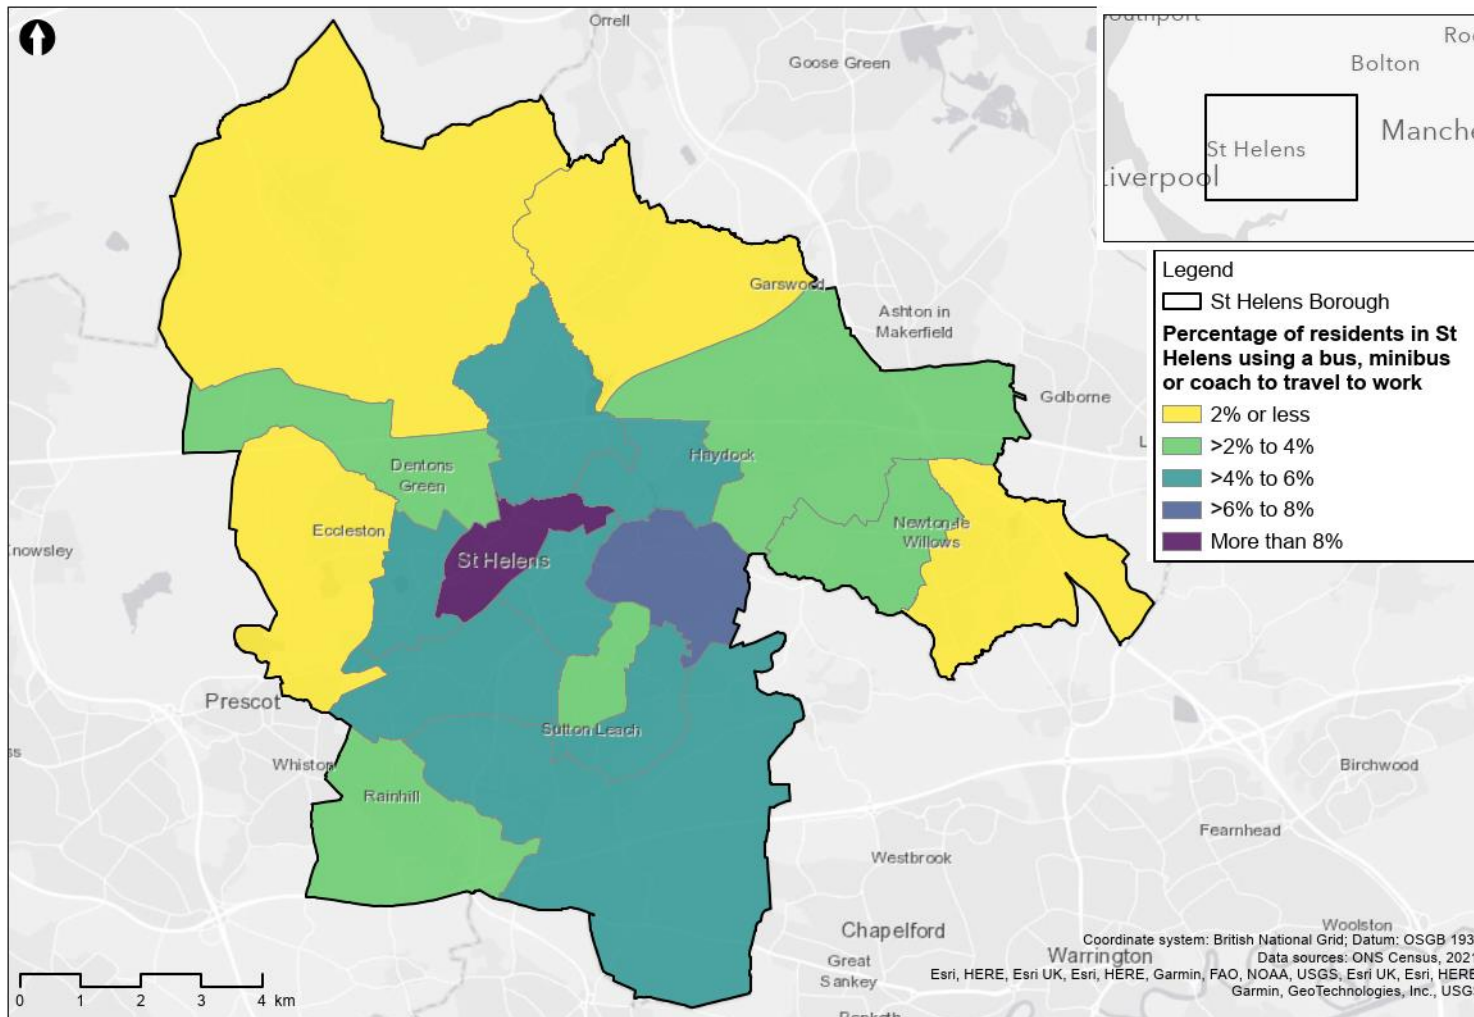 Orrell
Goose Green
Garswood
Ashton in
Makerfield
Golborne
Haydock
Dentons
Green
Eccleston
Newton-le
Willows
St Helens
Knowsley
Prescot
Sutton Leach
Whiston
Rainhill
Birchwood
Fearnhead
Westbrook
Woolston
Chapelford
Warrington
Great
Sankey
0 1 2 3 4 km
Bolton
Manche
St Helens
Liverpool
Legend
St Helens Borough
Percentage of residents in St
Helens using a bus, minibus
or coach to travel to work
2% or less
>2% to 4%
>4% to 6%
>6% to 8%
More than 8%
Coordinate system: British National Grid; Datum: OSGB 193
Data sources: ONS Census, 2021
Esri, HERE, Esri UK, Esri, HERE, Garmin, FAO, NOAA, USGS, Esri UK, Esri, HERE
Garmin, GeoTechnologies, Inc., USG